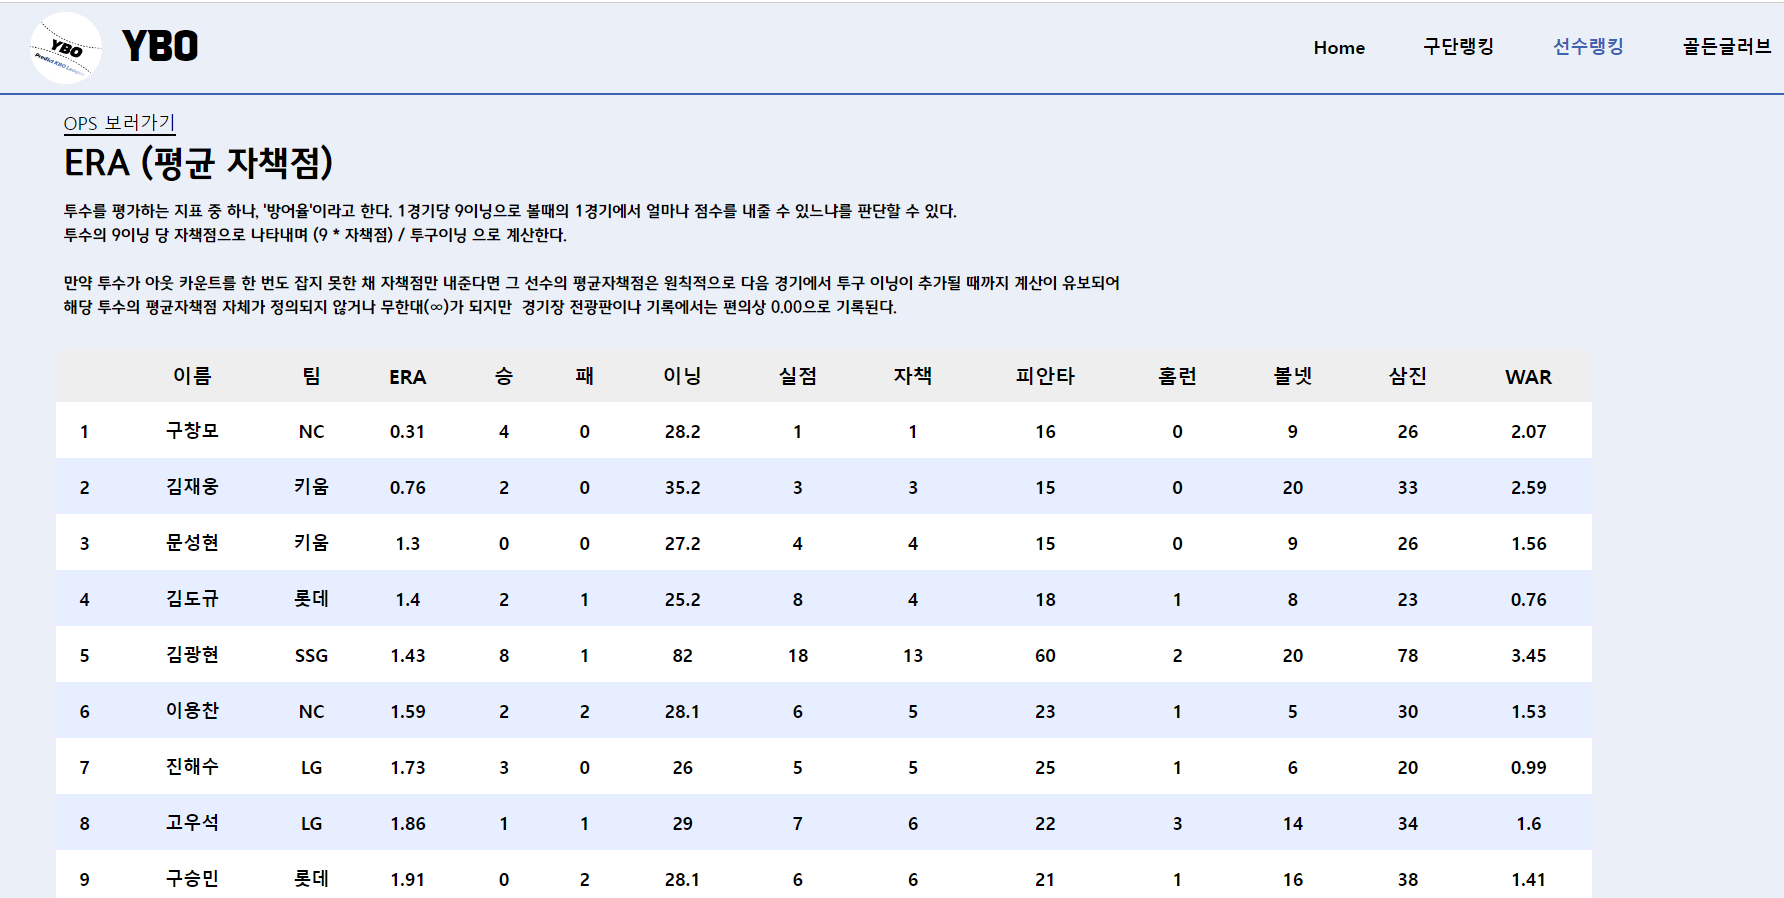 YBO
Predict KBO League
YBO
Home 구단랭킹 선수랭킹 골든글러브
OPS 보러가기
ERA (평균 자책점)
투수를 평가하는 지표 중 하나, '방어율'이라고 한다. 1경기당 9이닝으로 볼때의 1경기에서 얼마나 점수를 내줄 수 있느냐를 판단할 수 있다.
투수의 9이닝 당 자책점으로 나타내며 (9 * 자책점) / 투구이닝 으로 계산한다.
만약 투수가 아웃 카운트를 한 번도 잡지 못한 채 자책점만 내준다면 그 선수의 평균자책점은 원칙적으로 다음 경기에서 투구 이닝이 추가될 때까지 계산이 유보되어
해당 투수의 평균자책점 자체가 정의되지 않거나 무한대(∞)가 되지만 경기장 전광판이나 기록에서는 편의상 0.00으로 기록된다.
이름 팀 ERA 승 패 이닝 실점 자책 피안타 홈런 볼넷 삼진 WAR
1 구창모 NC 0.31 4 0 28.2 1 1 16 0 9 26 2.07
2 김재웅 키움 0.76 2 0 35.2 3 3 15 0 20 33 2.59
3 문성현 키움 1.3 0 0 27.2 4 4 15 0 9 26 1.56
4 김도규 롯데 1.4 2 1 25.2 8 4 18 1 8 23 0.76
5 김광현 SSG 1.43 8 1 82 18 13 60 2 20 78 3.45
6 이용찬 NC 1.59 2 2 28.1 6 5 23 1 5 30 1.53
7 진해수 LG 1.73 3 0 26 5 5 25 1 6 20 0.99
8 고우석 LG 1.86 1 1 29 7 6 22 3 14 34 1.6
9 구승민 롯데 1.91 0 2 28.1 6 6 21 1 16 38 1.41